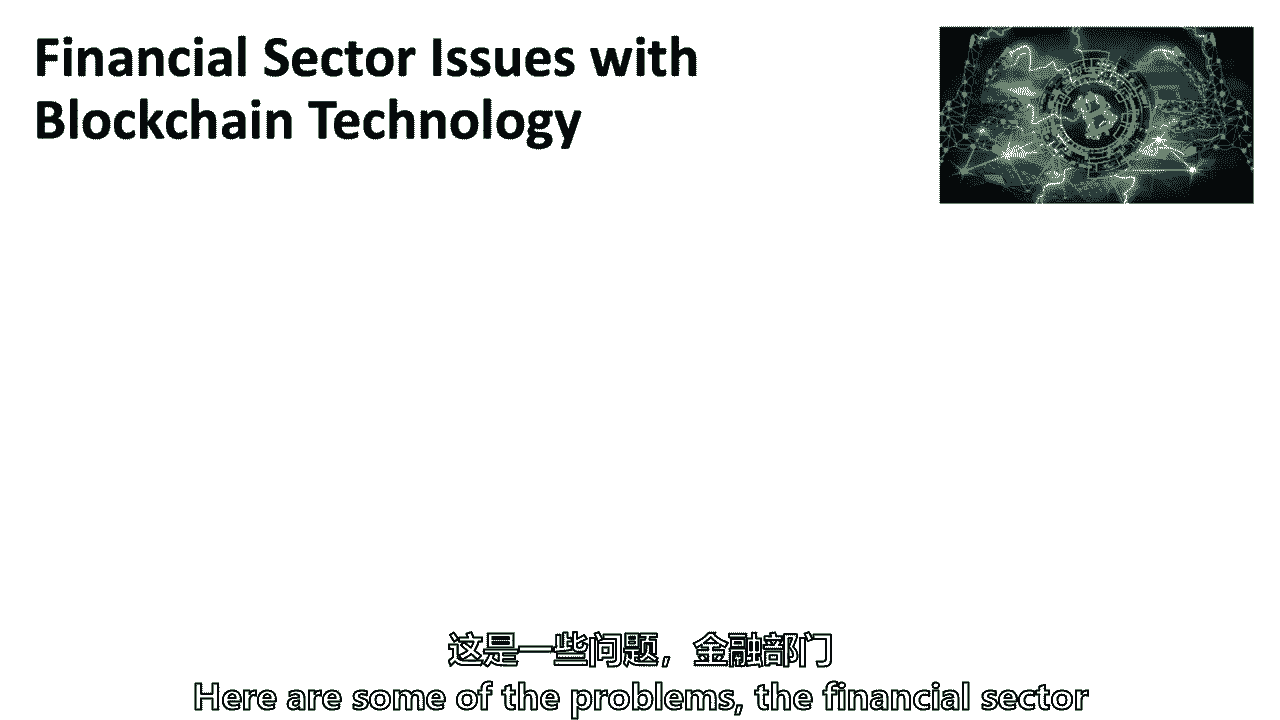 Financial Sector Issues with
Blockchain Technology
这是一些问题，金融部门
Here are some of the problems, the financial sector